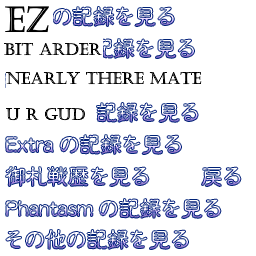 EZの記録を見る
BIT ARDER記録を見る
NEARLY THERE MATE
U R GUD 記録を見る
Extra の記録を見る
御札戦歴を見る 戻る
Phantasm の記録を見る
その他の記録を見る